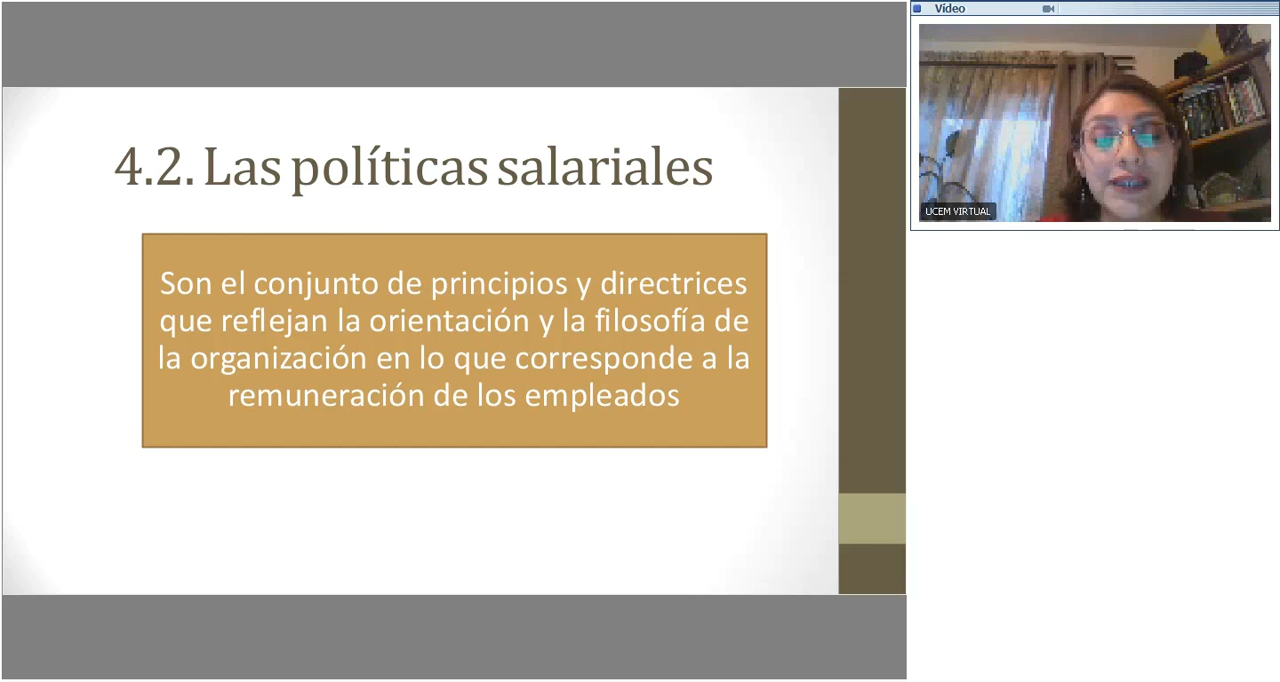 4.2. Las políticas salariales
Son el conjunto de principios y directrices
que reflejan la orientación y la filosofía de
la organización en lo que corresponde a la
remuneración de los empleados
Vídeo
UCEM VIRTUAL